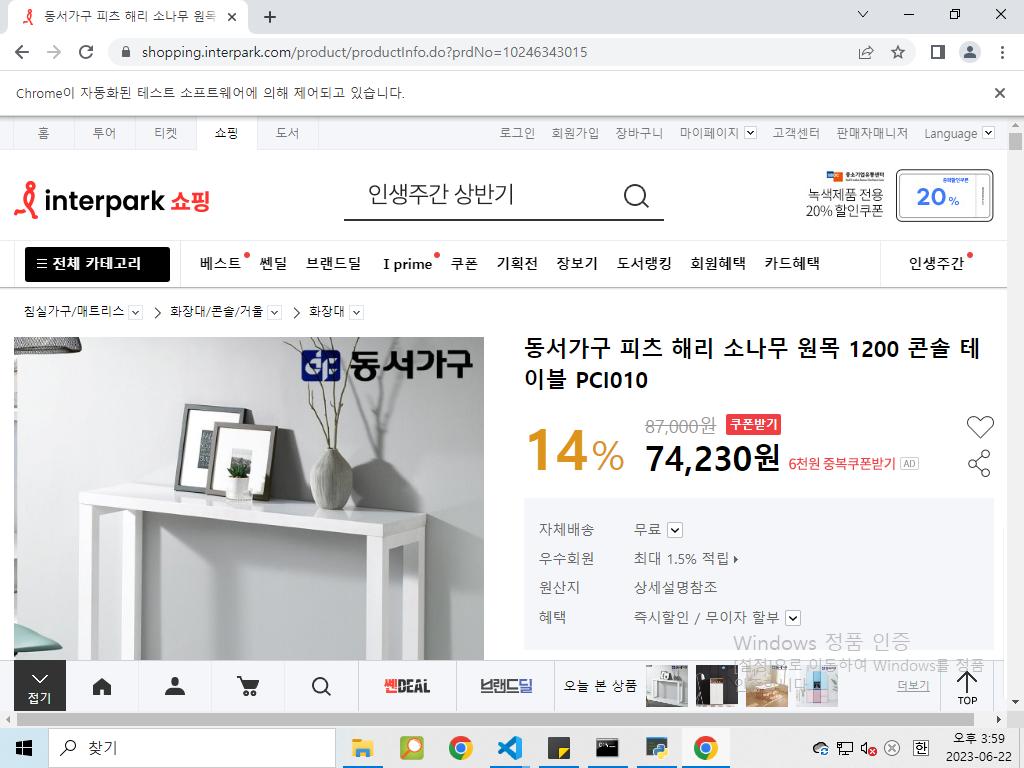 동서가구 피츠 해리 소나무 원목
shopping.interpark.com/product/productInfo.do?prdNo=10246343015
Chrome이 자동화된 테스트 소프트웨어에 의해 제어되고 있습니다.
홈 투어 티켓 쇼핑 도서 로그인 회원가입 장바구니 마이페이지 고객센터 판매자매니저 Language
interpark 쇼핑
인생주간 상반기
중소기업유통센터
녹색제품 전용
20% 할인쿠폰
중복할인쿠폰
20%
전체 카테고리 베스트 쎈딜 브랜드딜 I prime 쿠폰 기획전 장보기 도서랭킹 회원혜택 카드혜택 인생주간
침실가구/매트리스 화장대/콘솔/거울 화장대
동서가구
동서가구 피츠 해리 소나무 원목 1200 콘솔 테
이블 PCI010
14% 87,000원 쿠폰받기
74,230원 6천원 중복쿠폰받기 AD
자체배송 무료
우수회원 최대 1.5% 적립
원산지 상세설명참조
혜택 즉시할인 / 무이자 할부
Windows 정품 인증
[설정]으로 이동하여 Windows를 정품
접기 쎈DEAL 브랜드딜 오늘 본 상품 더보기 TOP
찾기
오후 3:59
2023-06-22
한